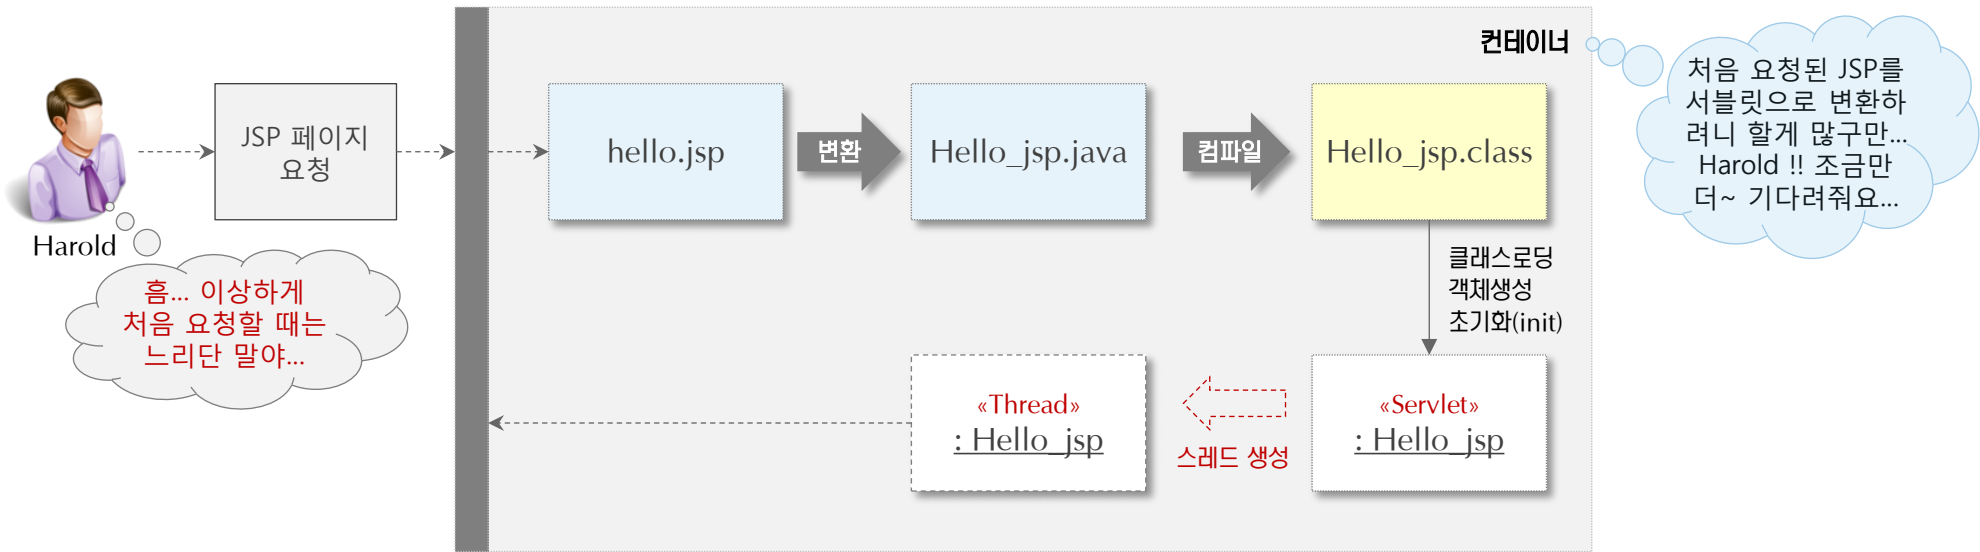 컨테이너
처음 요청된 JSP를
서블릿으로 변환하
려니 할게 많구만...
Harold !! 조금만
더~ 기다려줘요...
JSP 페이지
요청
hello.jsp
변환
Hello_jsp.java
컴파일
Hello_jsp.class
Harold
흠... 이상하게
처음 요청할 때는
느리단 말야...
클래스로딩
객체생성
초기화(init)
«Thread»
: Hello_jsp
스레드 생성
«Servlet»
: Hello_jsp